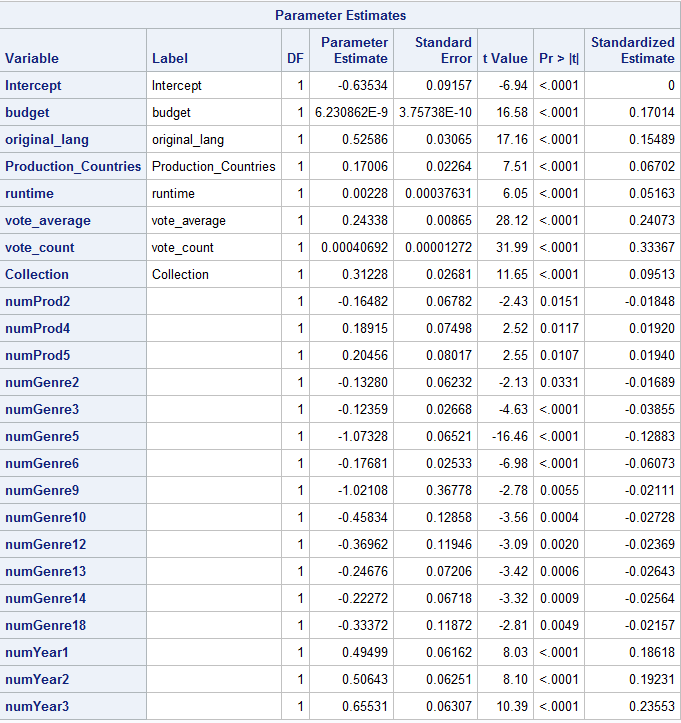 Parameter Estimates
Variable Label DF Parameter Estimate Standard Error t Value Pr > |t| Standardized Estimate
Intercept Intercept 1 -0.63534 0.09157 -6.94 <.0001 0
budget budget 1 6.230862E-9 3.75738E-10 16.58 <.0001 0.17014
original_lang original_lang 1 0.52586 0.03065 17.16 <.0001 0.15489
Production_Countries Production_Countries 1 0.17006 0.02264 7.51 <.0001 0.06702
runtime runtime 1 0.00228 0.00037631 6.05 <.0001 0.05163
vote_average vote_average 1 0.24338 0.00865 28.12 <.0001 0.24073
vote_count vote_count 1 0.00040692 0.00001272 31.99 <.0001 0.33367
Collection Collection 1 0.31228 0.02681 11.65 <.0001 0.09513
numProd2 1 -0.16482 0.06782 -2.43 0.0151 -0.01848
numProd4 1 0.18915 0.07498 2.52 0.0117 0.01920
numProd5 1 0.20456 0.08017 2.55 0.0107 0.01940
numGenre2 1 -0.13280 0.06232 -2.13 0.0331 -0.01689
numGenre3 1 -0.12359 0.02668 -4.63 <.0001 -0.03855
numGenre5 1 -1.07328 0.06521 -16.46 <.0001 -0.12883
numGenre6 1 -0.17681 0.02533 -6.98 <.0001 -0.06073
numGenre9 1 -1.02108 0.36778 -2.78 0.0055 -0.02111
numGenre10 1 -0.45834 0.12858 -3.56 0.0004 -0.02728
numGenre12 1 -0.36962 0.11946 -3.09 0.0020 -0.02369
numGenre13 1 -0.24676 0.07206 -3.42 0.0006 -0.02643
numGenre14 1 -0.22272 0.06718 -3.32 0.0009 -0.02564
numGenre18 1 -0.33372 0.11872 -2.81 0.0049 -0.02157
numYear1 1 0.49499 0.06162 8.03 <.0001 0.18618
numYear2 1 0.50643 0.06251 8.10 <.0001 0.19231
numYear3 1 0.65531 0.06307 10.39 <.0001 0.23553